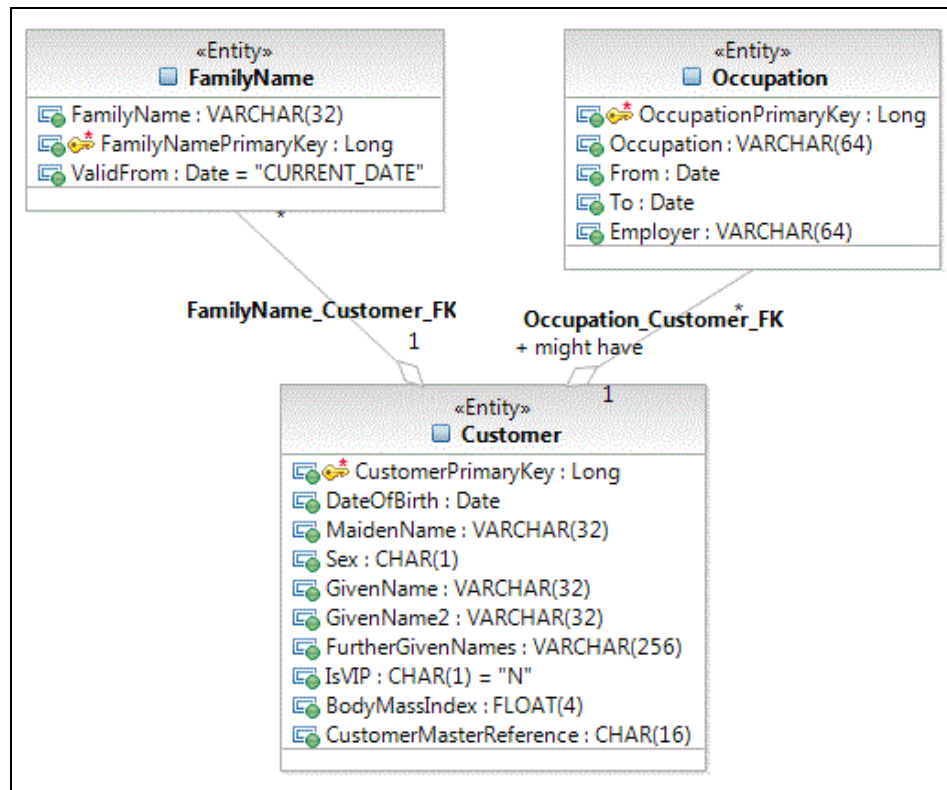 «Entity»
FamilyName
FamilyName : VARCHAR(32)
FamilyNamePrimaryKey : Long
ValidFrom : Date = "CURRENT_DATE"
«Entity»
Occupation
OccupationPrimaryKey : Long
Occupation : VARCHAR(64)
From : Date
To : Date
Employer : VARCHAR(64)
*
FamilyName_Customer_FK
1
*
Occupation_Customer_FK
+ might have
1
«Entity»
Customer
CustomerPrimaryKey : Long
DateOfBirth : Date
MaidenName : VARCHAR(32)
Sex : CHAR(1)
GivenName : VARCHAR(32)
GivenName2 : VARCHAR(32)
FurtherGivenNames : VARCHAR(256)
IsVIP : CHAR(1) = "N"
BodyMassIndex : FLOAT(4)
CustomerMasterReference : CHAR(16)